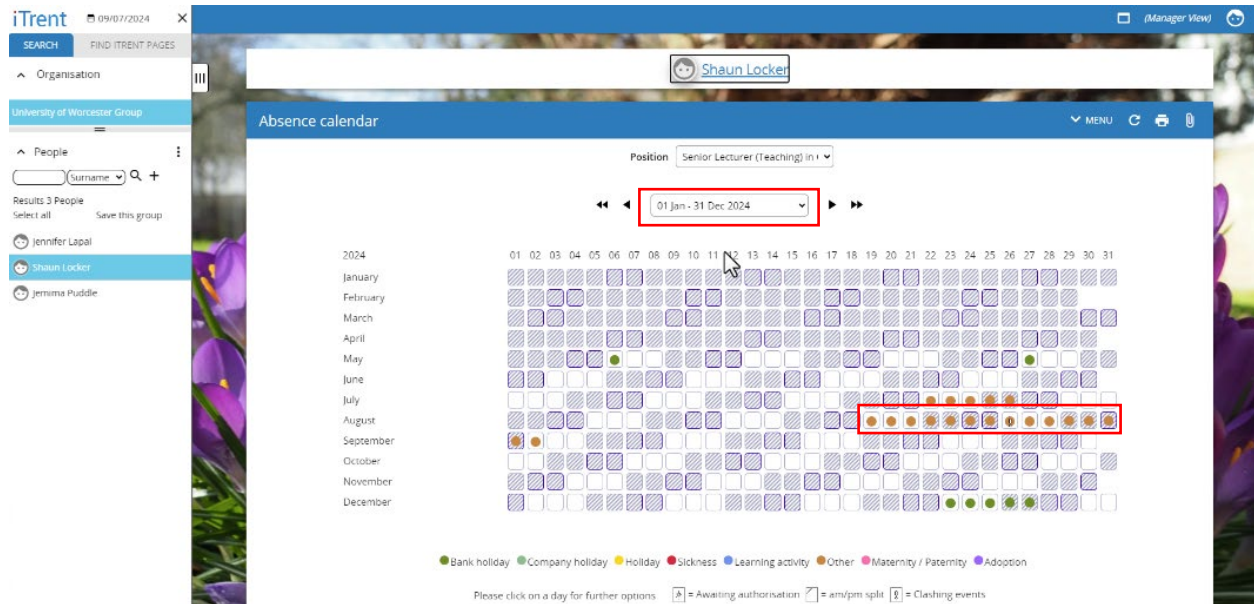 iTrent 09/07/2024
(Manager View)
SEARCH FIND ITRENT PAGES
Organisation
University of Worcester Group
People
Surname
Results 3 People
Select all Save this group
Jennifer Lapal
Shaun Locker
Jemima Puddle
Shaun Locker
Absence calendar MENU
Position Senior Lecturer (Teaching) in
01 Jan - 31 Dec 2024
2024 01 02 03 04 05 06 07 08 09 10 11 12 13 14 15 16 17 18 19 20 21 22 23 24 25 26 27 28 29 30 31
January
February
March
April
May
June
July
August
September
October
November
December
Bank holiday Company holiday Holiday Sickness Learning activity Other Maternity / Paternity Adoption
Please click on a day for further options = Awaiting authorisation = am/pm split = Clashing events